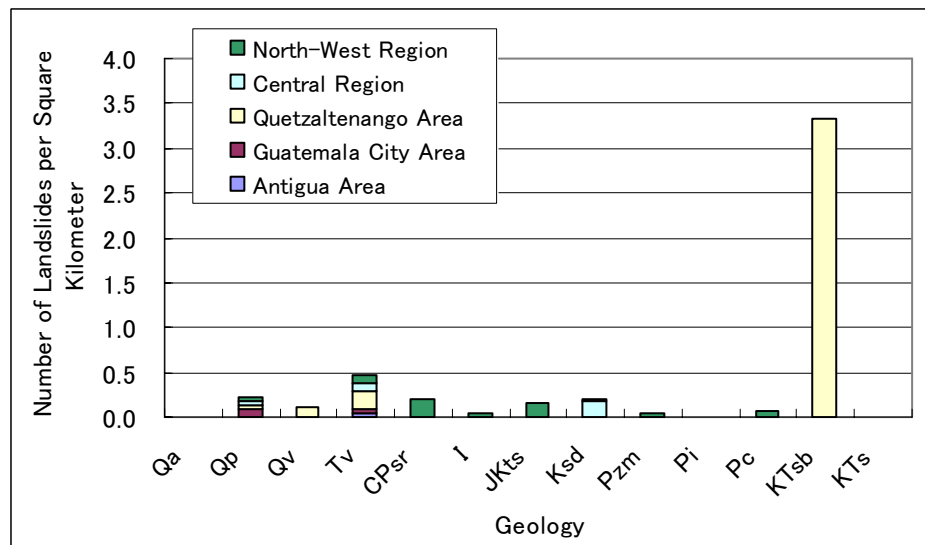 Number of Landslides per Square
Kilometer
4.0
3.5
3.0
2.5
2.0
1.5
1.0
0.5
0.0
North-West Region
Central Region
Quetzaltenango Area
Guatemala City Area
Antigua Area
Qa
Qp
Qv
Tv
CPsr
I
JKts
Ksd
Pzm
Pi
Pc
KTsb
KTs
Geology